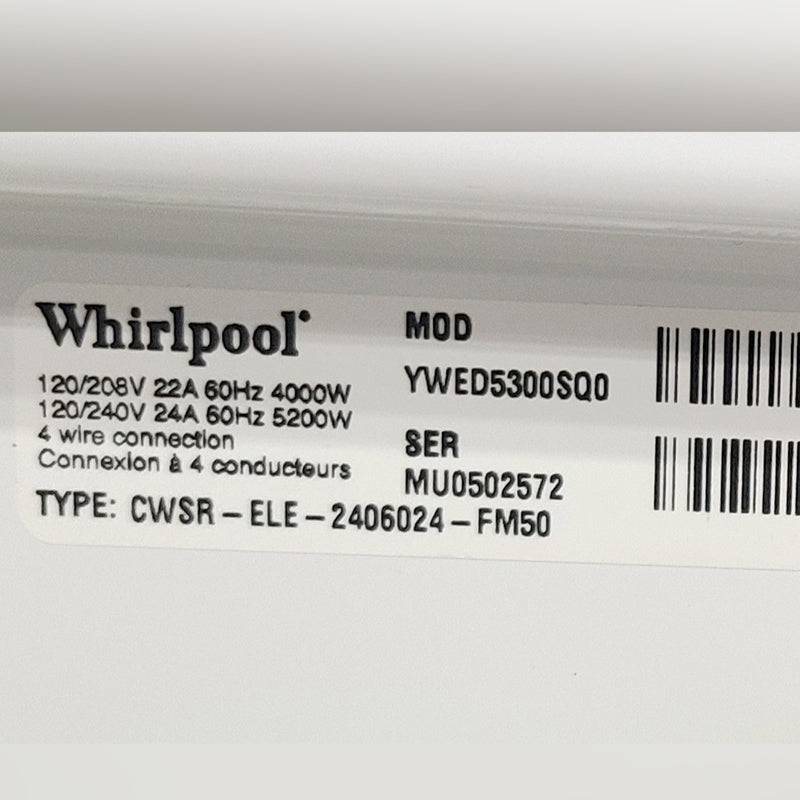 Whirlpool
120/208V 22A 60Hz 4000W
120/240V 24A 60Hz 5200W
4 wire connection
Connexion à 4 conducteurs
TYPE: CWSR-ELE-2406024-FM50
MOD
YWED5300SQ0
SER
MU0502572